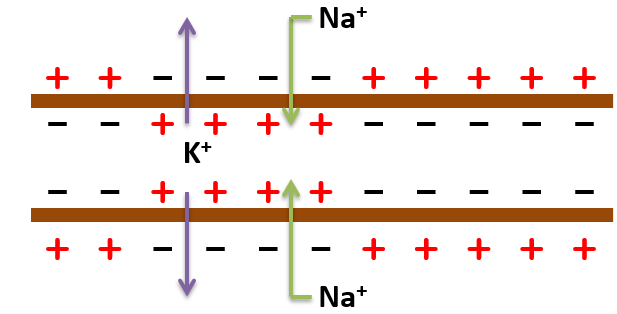 Na⁺
+ + − − − − + + + + +
− − + + + + − − − − −
K⁺
− − + + + + − − − − −
+ + − − − − + + + + +
Na⁺